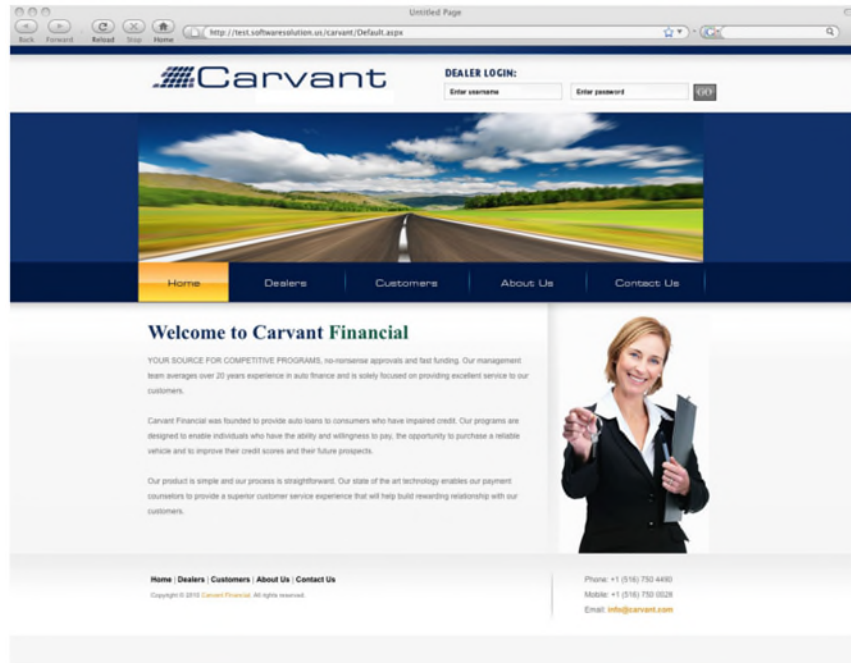 Untitled Page
Back Forward Reload Stop Home
http://test.softwaresolution.us/carvant/Default.aspx
Carvant
DEALER LOGIN:
Enter username Enter password GO
Home Dealers Customers About Us Contact Us
Welcome to Carvant Financial
YOUR SOURCE FOR COMPETITIVE PROGRAMS, no-nonsense approvals and fast funding. Our management
team averages over 20 years experience in auto finance and is solely focused on providing excellent service to our
customers.
Carvant Financial was founded to provide auto loans to consumers who have impaired credit. Our programs are
designed to enable individuals who have the ability and willingness to pay, the opportunity to purchase a reliable
vehicle and to improve their credit scores and their future prospects.
Our product is simple and our process is straightforward. Our state of the art technology enables our payment
counselors to provide a superior customer service experience that will help build rewarding relationship with our
customers.
Home | Dealers | Customers | About Us | Contact Us
Copyright © 2010 Carvant Financial. All rights reserved.
Phone: +1 (516) 750 4490
Mobile: +1 (516) 750 0028
Email: info@carvant.com